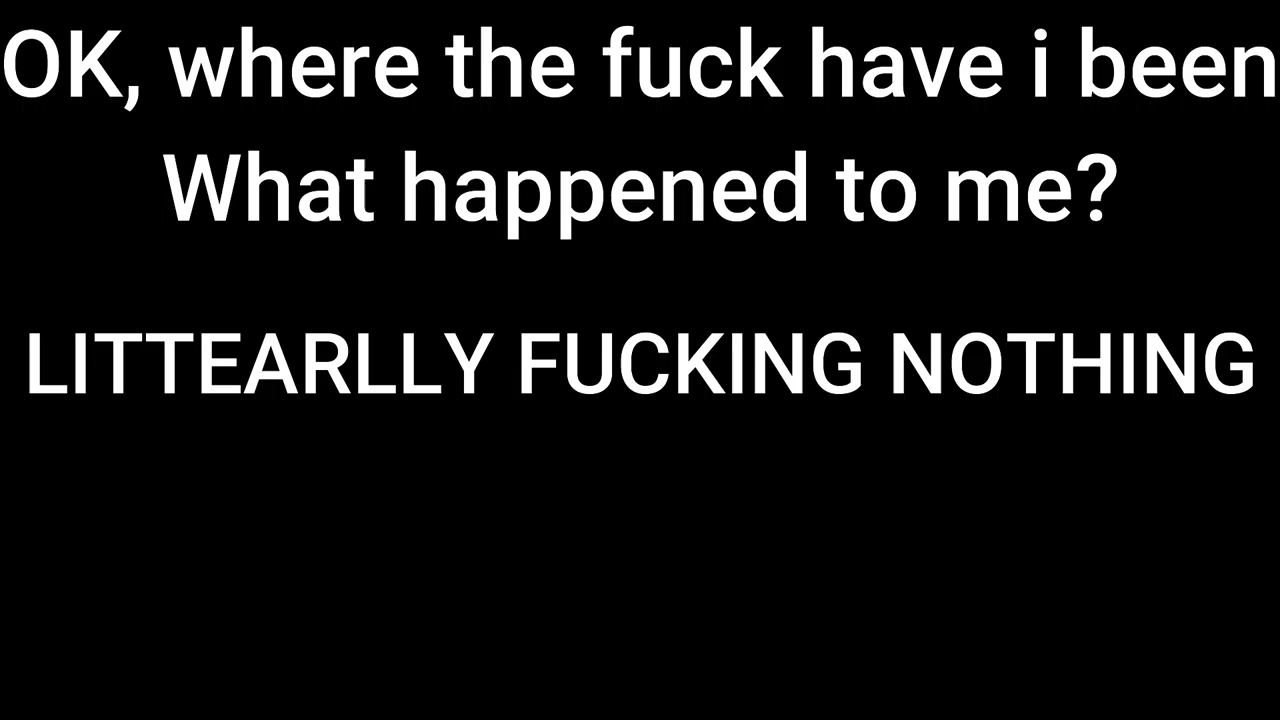 OK, where the fuck have i been
What happened to me?
LITTEARLLY FUCKING NOTHING